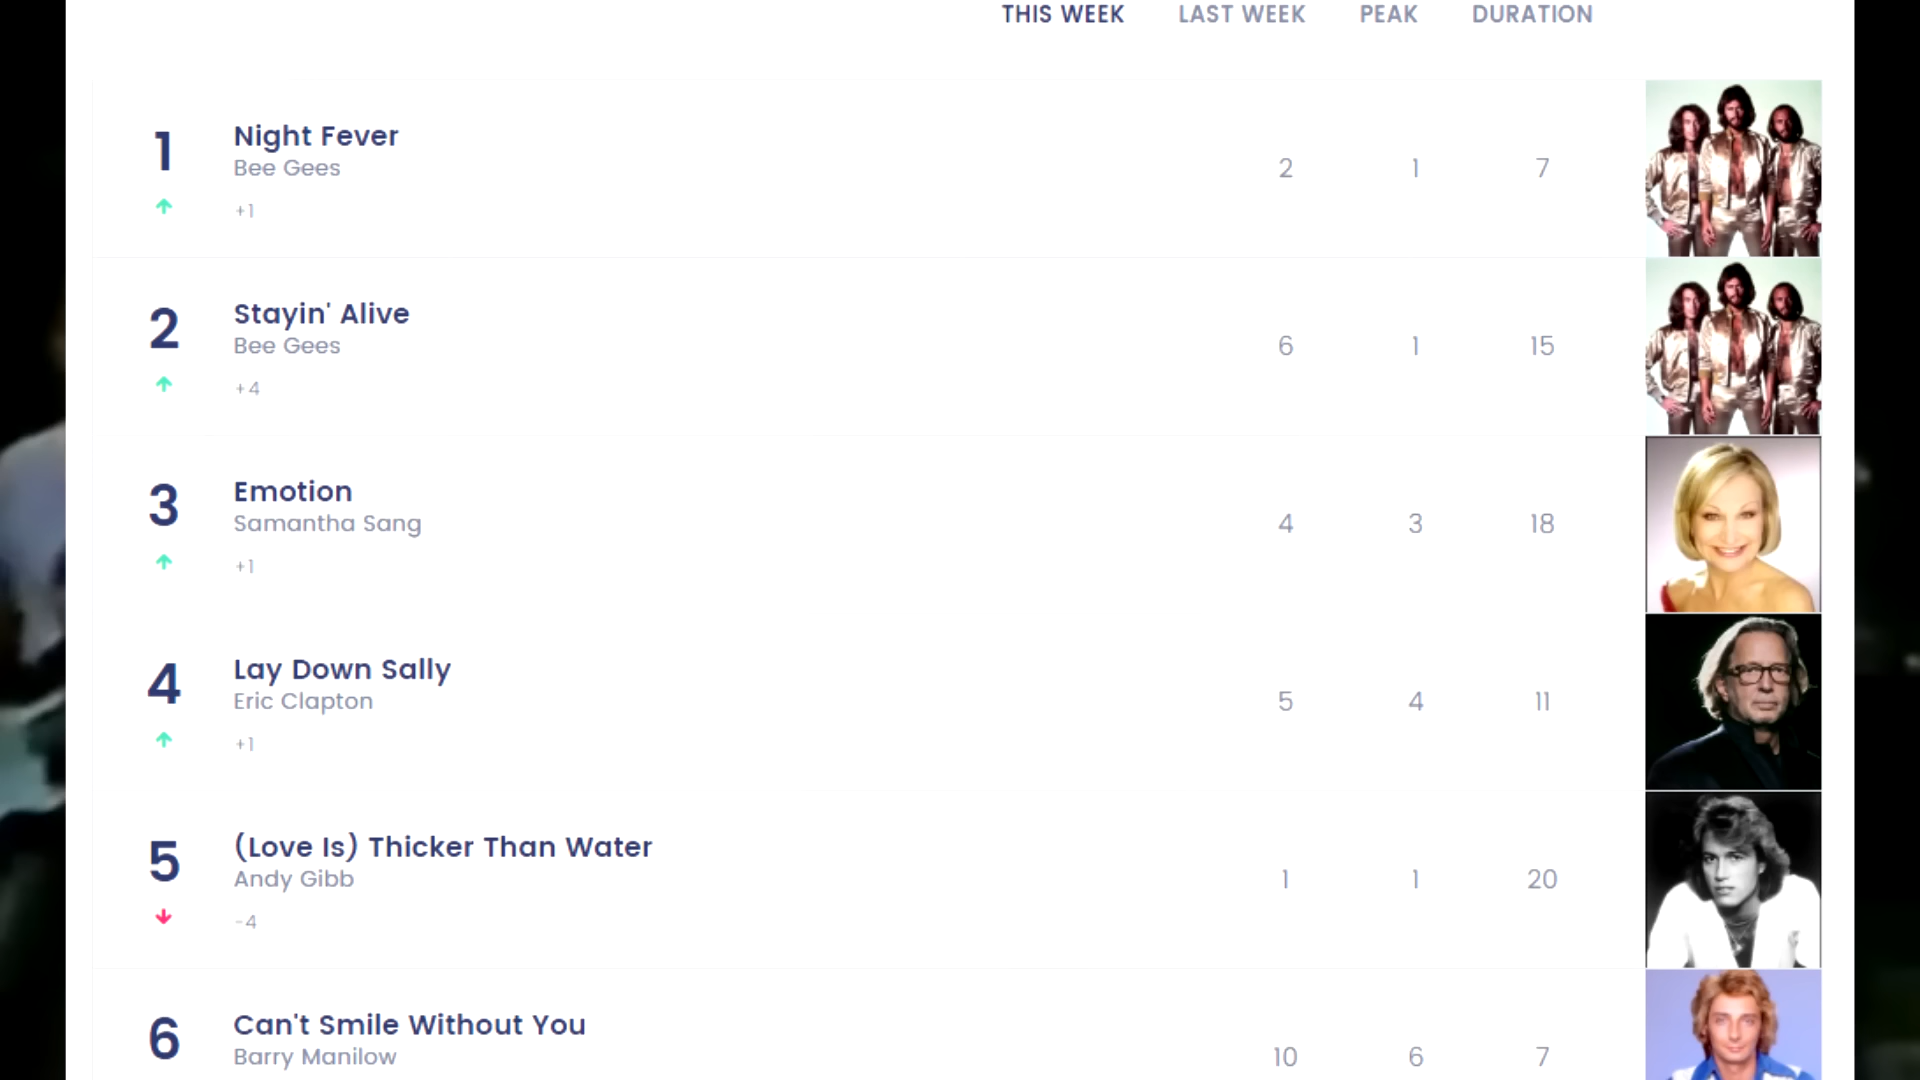 THIS WEEK LAST WEEK PEAK DURATION
1 Night Fever
Bee Gees
2 1 7
+1
2 Stayin' Alive
Bee Gees
6 1 15
+4
3 Emotion
Samantha Sang
4 3 18
+1
4 Lay Down Sally
Eric Clapton
5 4 11
+1
5 (Love Is) Thicker Than Water
Andy Gibb
1 1 20
-4
6 Can't Smile Without You
Barry Manilow
10 6 7